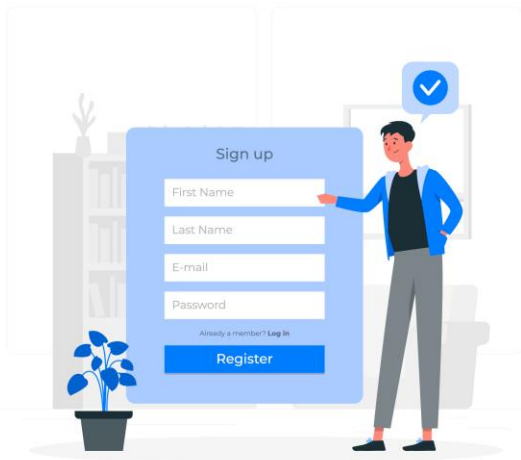 Sign up
First Name
Last Name
E-mail
Password
Already a member? Log in
Register